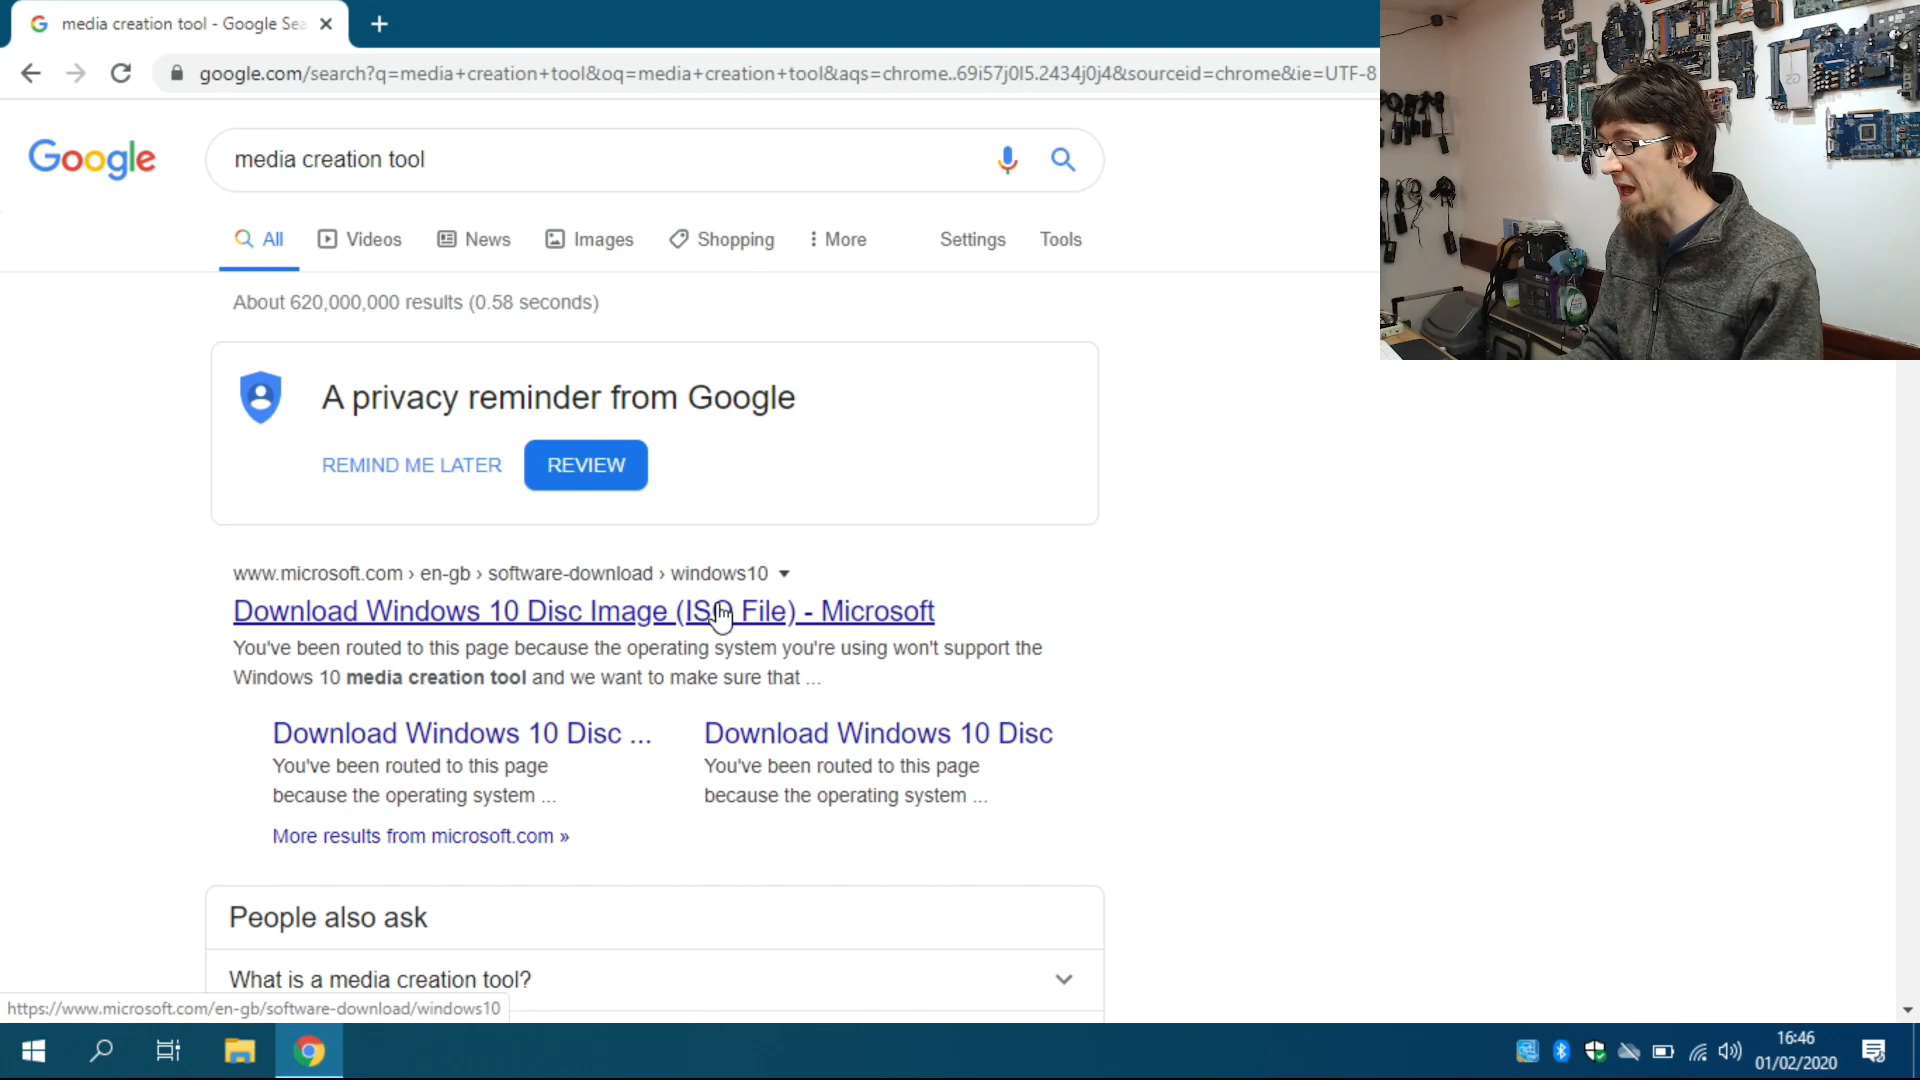 media creation tool - Google Sea
google.com/search?q=media+creation+tool&oq=media+creation+tool&aqs=chrome..69i57j0l5.2434j0j4&sourceid=chrome&ie=UTF-8
Google
media creation tool
All
Videos
News
Images
Shopping
More
Settings
Tools
About 620,000,000 results (0.58 seconds)
A privacy reminder from Google
REMIND ME LATER
REVIEW
www.microsoft.com › en-gb › software-download › windows10
Download Windows 10 Disc Image (ISO File) - Microsoft
You've been routed to this page because the operating system you're using won't support the
Windows 10 media creation tool and we want to make sure that ...
Download Windows 10 Disc ...
You've been routed to this page
because the operating system ...
Download Windows 10 Disc
You've been routed to this page
because the operating system ...
More results from microsoft.com »
People also ask
What is a media creation tool?
https://www.microsoft.com/en-gb/software-download/windows10
16:46
01/02/2020